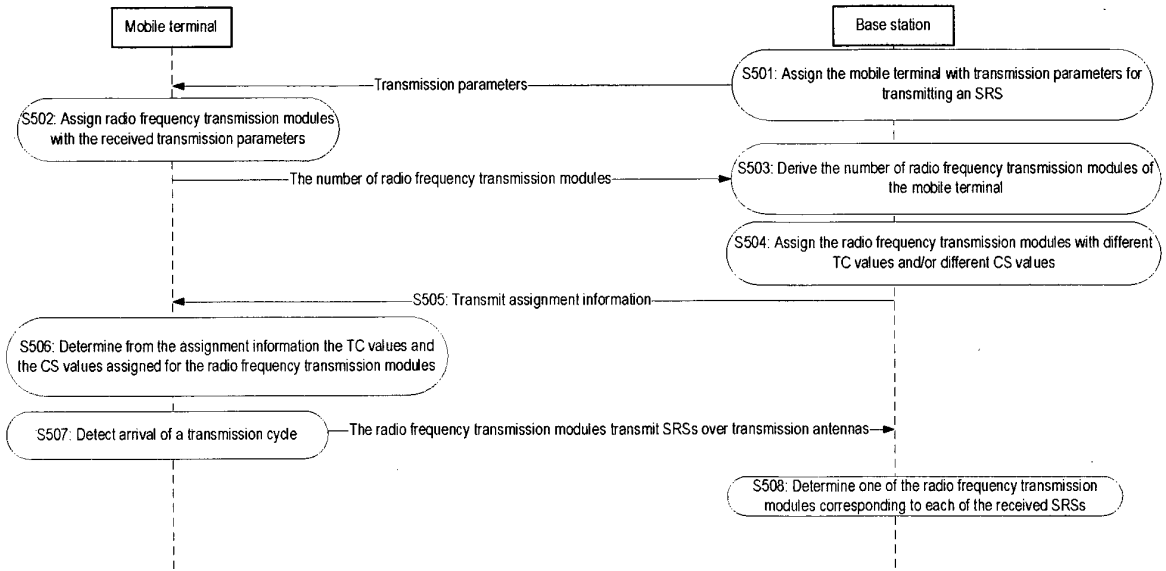 Mobile terminal
Base station
S501: Assign the mobile terminal with transmission parameters for
transmitting an SRS
Transmission parameters
S502: Assign radio frequency transmission modules
with the received transmission parameters
The number of radio frequency transmission modules
S503: Derive the number of radio frequency transmission modules of
the mobile terminal
S504: Assign the radio frequency transmission modules with different
TC values and/or different CS values
S505: Transmit assignment information
S506: Determine from the assignment information the TC values and
the CS values assigned for the radio frequency transmission modules
S507: Detect arrival of a transmission cycle
The radio frequency transmission modules transmit SRSs over transmission antennas
S508: Determine one of the radio frequency transmission
modules corresponding to each of the received SRSs